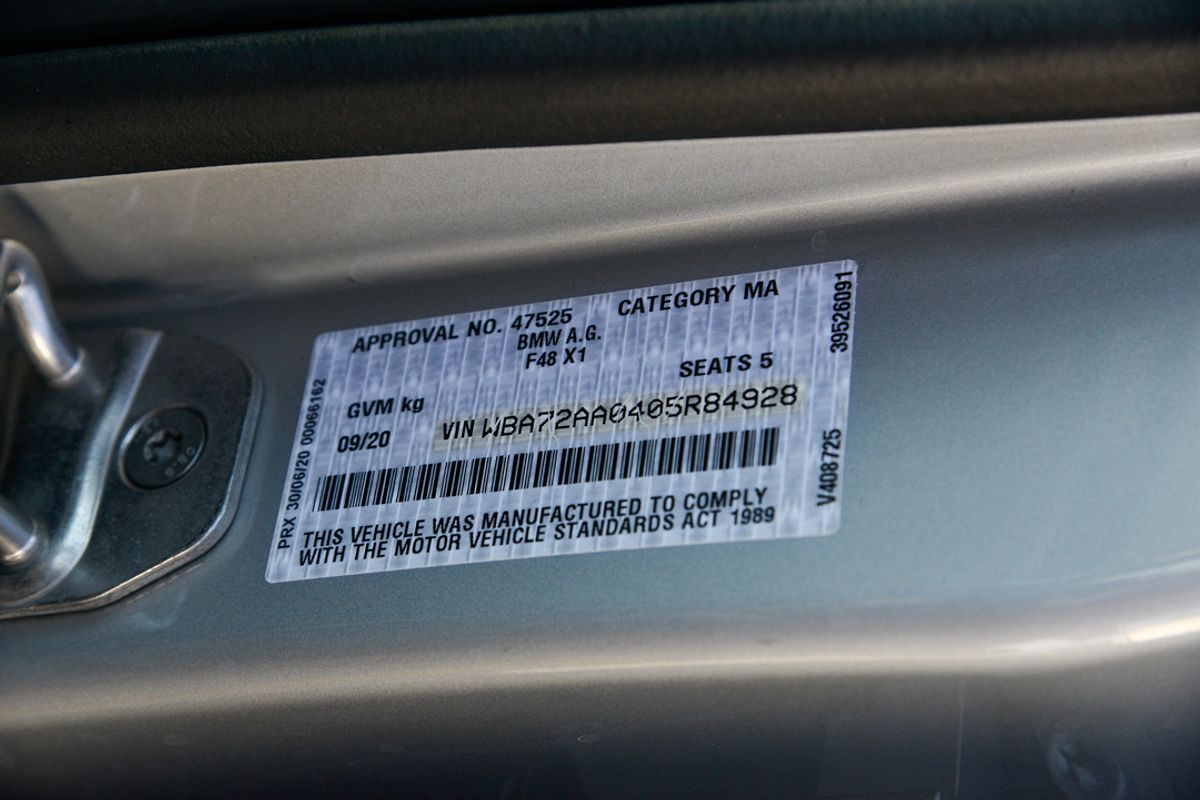 APPROVAL NO. 47525
CATEGORY MA
BMW A.G.
F48 X1
SEATS 5
GVM kg
09/20
VIN WBA72AA0405R84928
THIS VEHICLE WAS MANUFACTURED TO COMPLY
WITH THE MOTOR VEHICLE STANDARDS ACT 1989
PRX 30/06/20 00066162
39526091
V408725